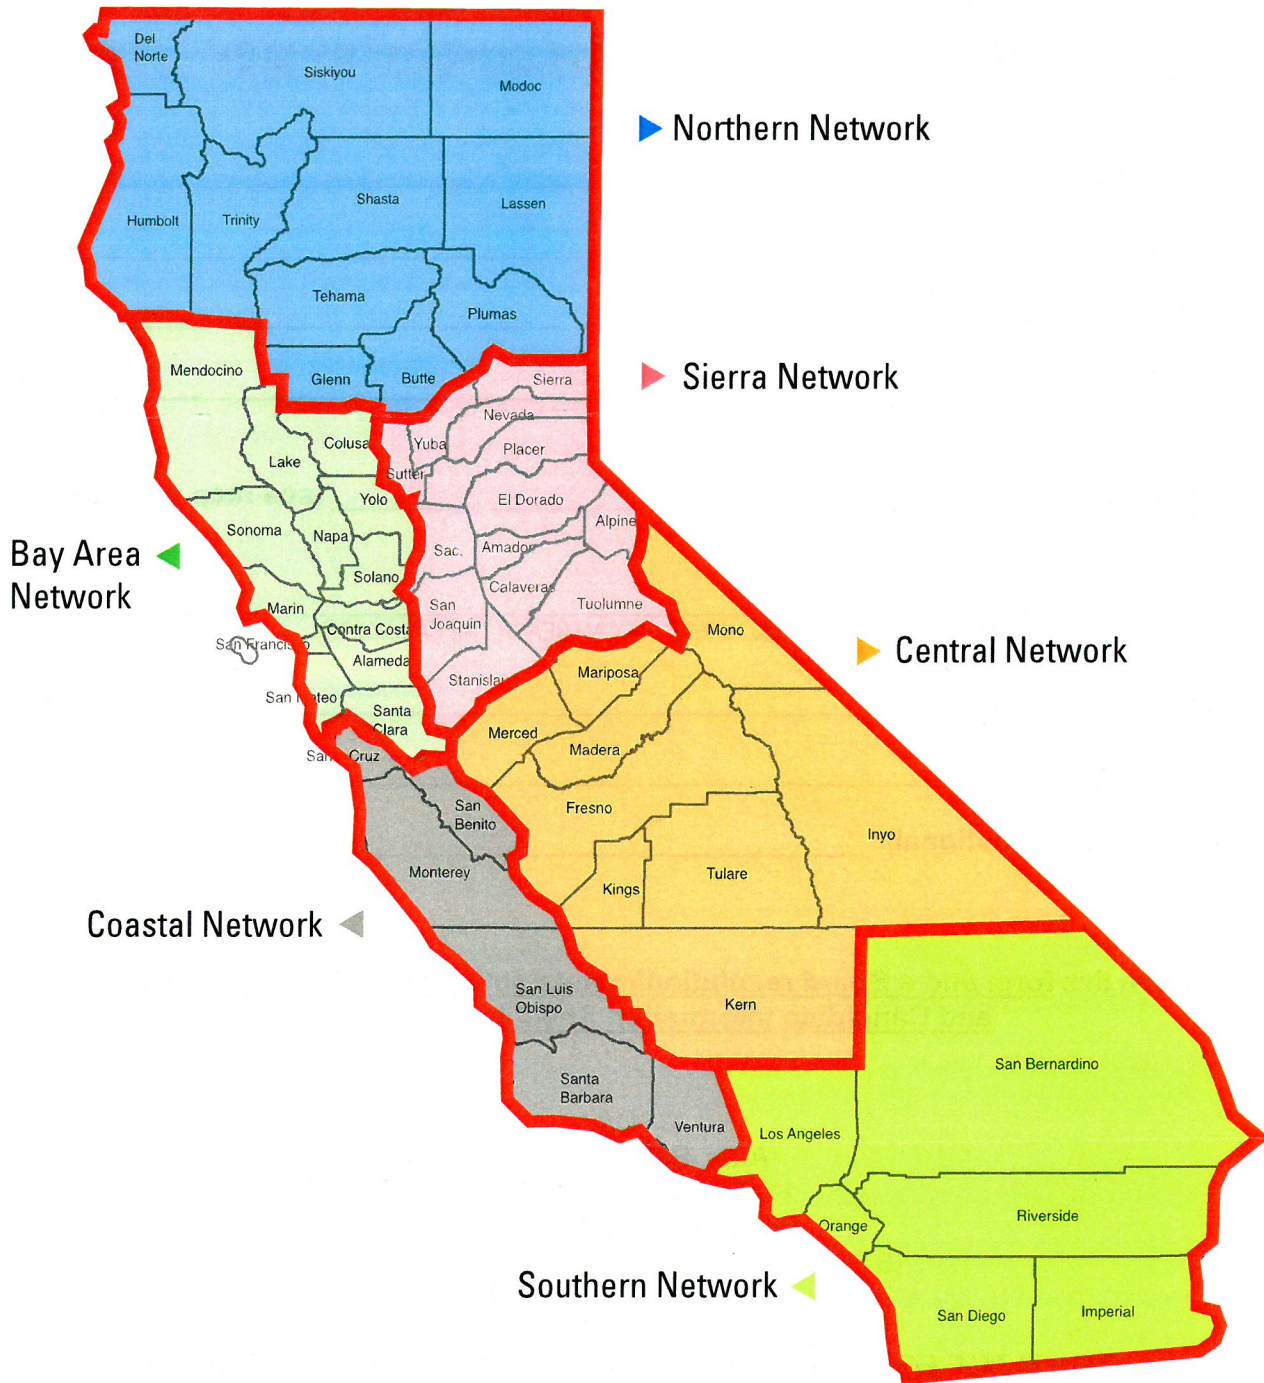 Del
Norte
Siskiyou
Modoc
Northern Network
Humbolt
Trinity
Shasta
Lassen
Tehama
Plumas
Glenn
Butte
Mendocino
Sierra
Sierra Network
Nevada
Colusa
Yuba
Placer
Lake
Sutter
Yolo
El Dorado
Sonoma
Napa
Alpine
Bay Area
Network
Sac.
Amador
Solano
Calaveras
Marin
San
Joaquin
Tuolumne
Contra Costa
Mono
San Francisco
Alameda
Central Network
Mariposa
Stanislau
San Mateo
Santa
Clara
Merced
Madera
San Cruz
San
Benito
Fresno
Inyo
Monterey
Kings
Tulare
Coastal Network
San Luis
Obispo
Kern
San Bernardino
Santa
Barbara
Ventura
Los Angeles
Riverside
Orange
Southern Network
San Diego
Imperial